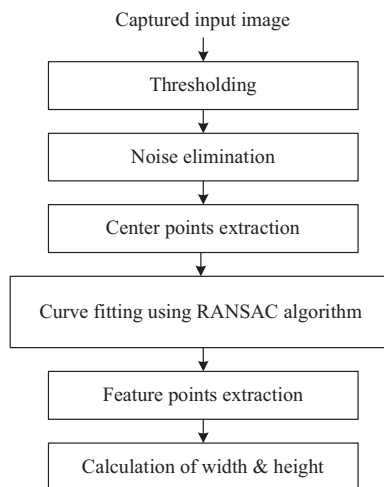 Captured input image
Thresholding
Noise elimination
Center points extraction
Curve fitting using RANSAC algorithm
Feature points extraction
Calculation of width & height